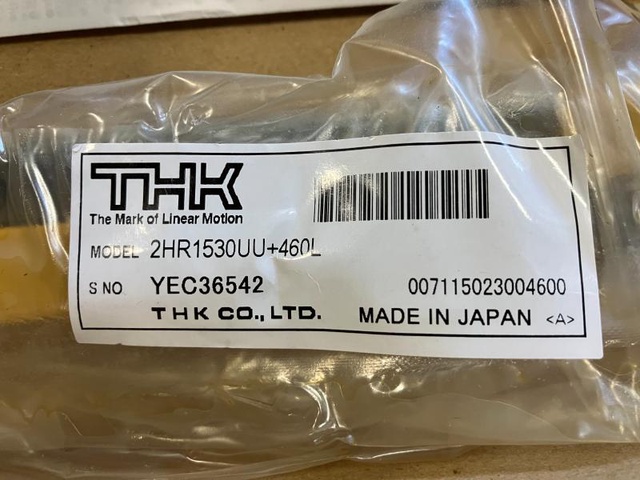 THK
The Mark of Linear Motion
MODEL 2HR1530UU+460L
S NO YEC36542
007115023004600
THK CO., LTD. MADE IN JAPAN <A>